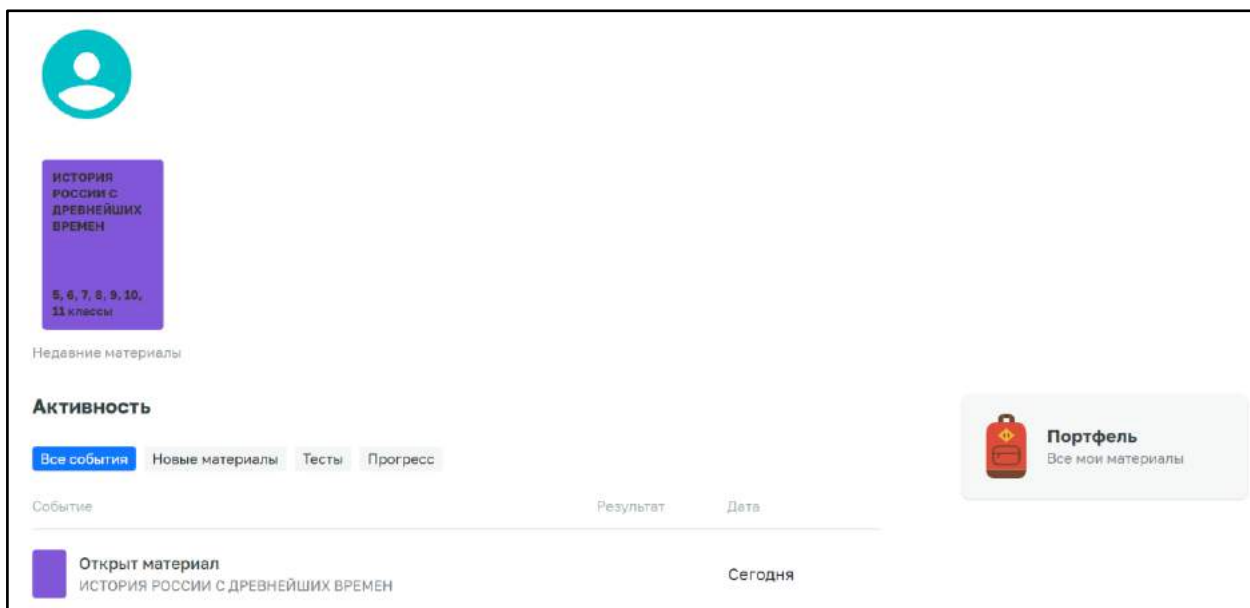 ИСТОРИЯ
РОССИИ С
ДРЕВНЕЙШИХ
ВРЕМЕН
5, 6, 7, 8, 9, 10,
11 классы
Недавние материалы
Активность
Все события Новые материалы Тесты Прогресс
Событие Результат Дата
Открыт материал
ИСТОРИЯ РОССИИ С ДРЕВНЕЙШИХ ВРЕМЕН
Сегодня
Портфель
Все мои материалы